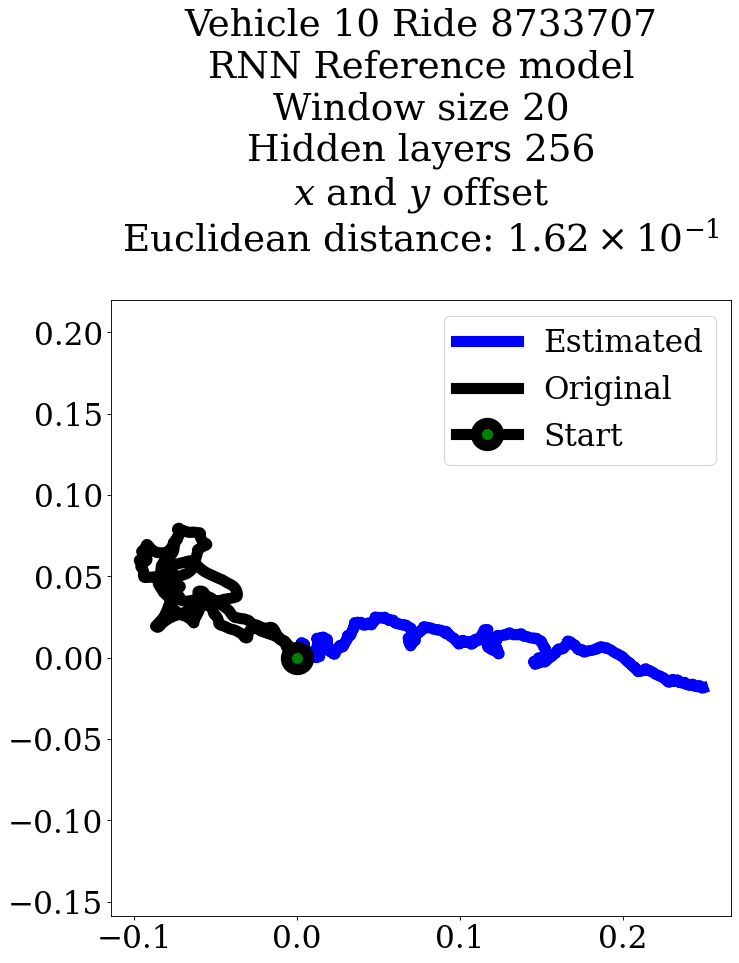 Vehicle 10 Ride 8733707
RNN Reference model
Window size 20
Hidden layers 256
x and y offset
Euclidean distance: 1.62 × 10⁻¹
Estimated
Original
Start
0.20
0.15
0.10
0.05
0.00
−0.05
−0.10
−0.15
−0.1 0.0 0.1 0.2